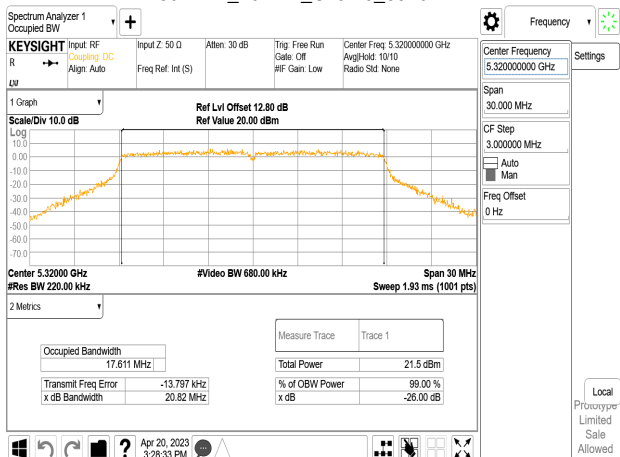 Spectrum Analyzer 1
Occupied BW
Frequency
KEYSIGHT
R
LXI
Input: RF
Coupling: DC
Align: Auto
Input Z: 50 Ω
Freq Ref: Int (S)
Atten: 30 dB
Trig: Free Run
Gate: Off
#IF Gain: Low
Center Freq: 5.320000000 GHz
Avg|Hold: 10/10
Radio Std: None
Center Frequency
5.320000000 GHz
Settings
Span
30.000 MHz
CF Step
3.000000 MHz
Auto
Man
Freq Offset
0 Hz
1 Graph
Scale/Div 10.0 dB
Ref Lvl Offset 12.80 dB
Ref Value 20.00 dBm
Log
10.0
0.00
-10.0
-20.0
-30.0
-40.0
-50.0
-60.0
-70.0
Center 5.32000 GHz
#Res BW 220.00 kHz
#Video BW 680.00 kHz
Span 30 MHz
Sweep 1.93 ms (1001 pts)
2 Metrics
Measure Trace Trace 1
Occupied Bandwidth
17.611 MHz
Total Power 21.5 dBm
Transmit Freq Error -13.797 kHz
% of OBW Power 99.00 %
x dB Bandwidth 20.82 MHz
x dB -26.00 dB
Local
Prototype
Limited
Sale
Allowed
Apr 20, 2023
3:28:33 PM